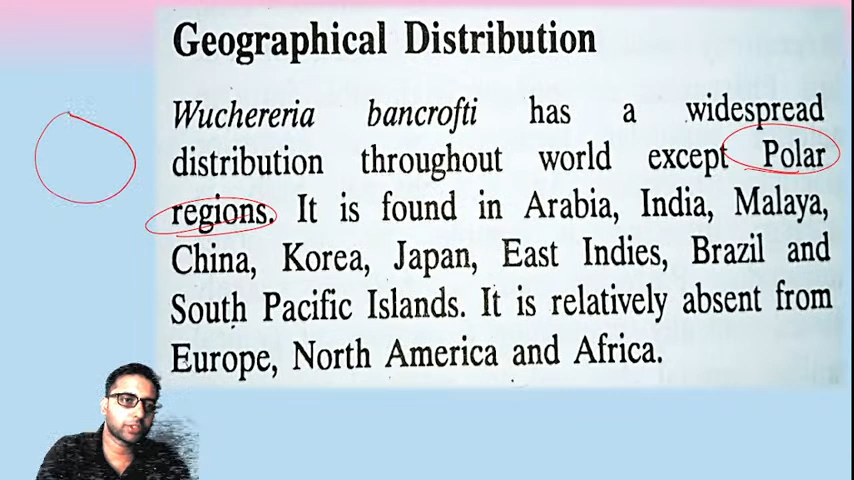 Geographical Distribution
Wuchereria bancrofti has a widespread
distribution throughout world except Polar
regions. It is found in Arabia, India, Malaya,
China, Korea, Japan, East Indies, Brazil and
South Pacific Islands. It is relatively absent from
Europe, North America and Africa.